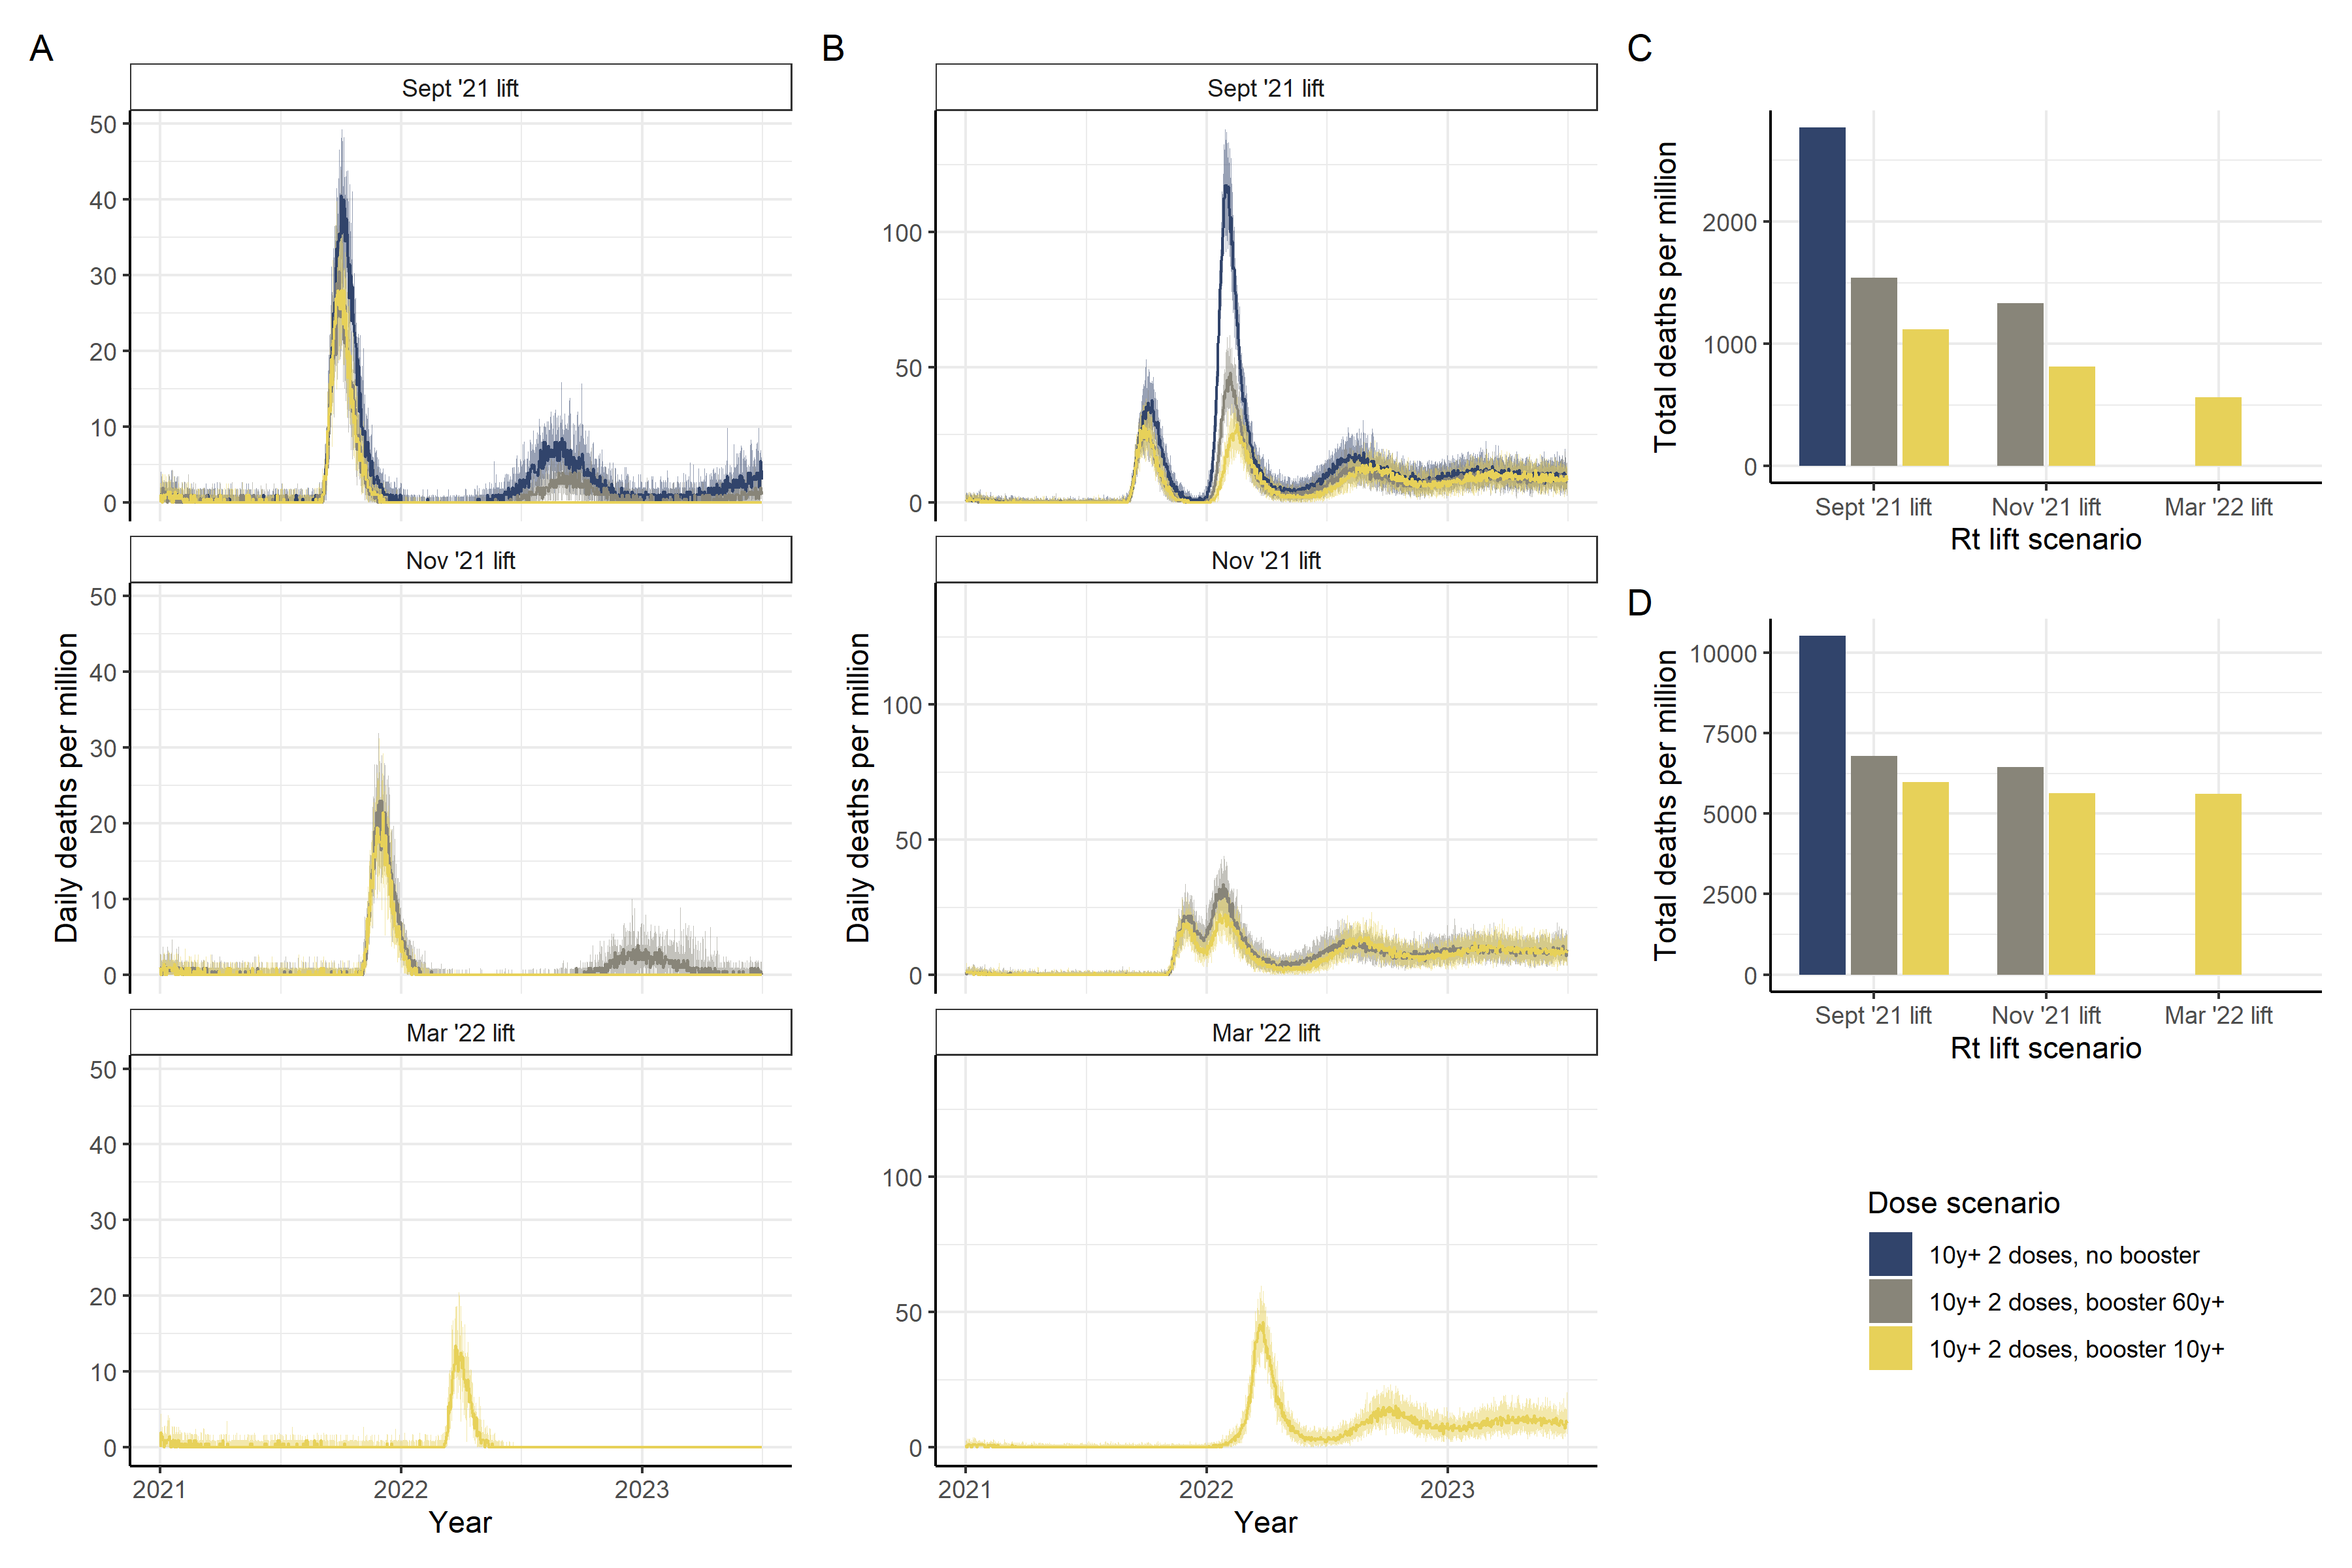 A
Sept '21 lift
50
40
30
20
10
0
Nov '21 lift
50
40
30
20
10
0
Mar '22 lift
50
40
30
20
10
0
Daily deaths per million
2021
2022
2023
Year
B
Sept '21 lift
100
50
0
Nov '21 lift
100
50
0
Mar '22 lift
100
50
0
Daily deaths per million
2021
2022
2023
Year
C
Total deaths per million
2000
1000
0
Sept '21 lift
Nov '21 lift
Mar '22 lift
Rt lift scenario
D
Total deaths per million
10000
7500
5000
2500
0
Sept '21 lift
Nov '21 lift
Mar '22 lift
Rt lift scenario
Dose scenario
10y+ 2 doses, no booster
10y+ 2 doses, booster 60y+
10y+ 2 doses, booster 10y+